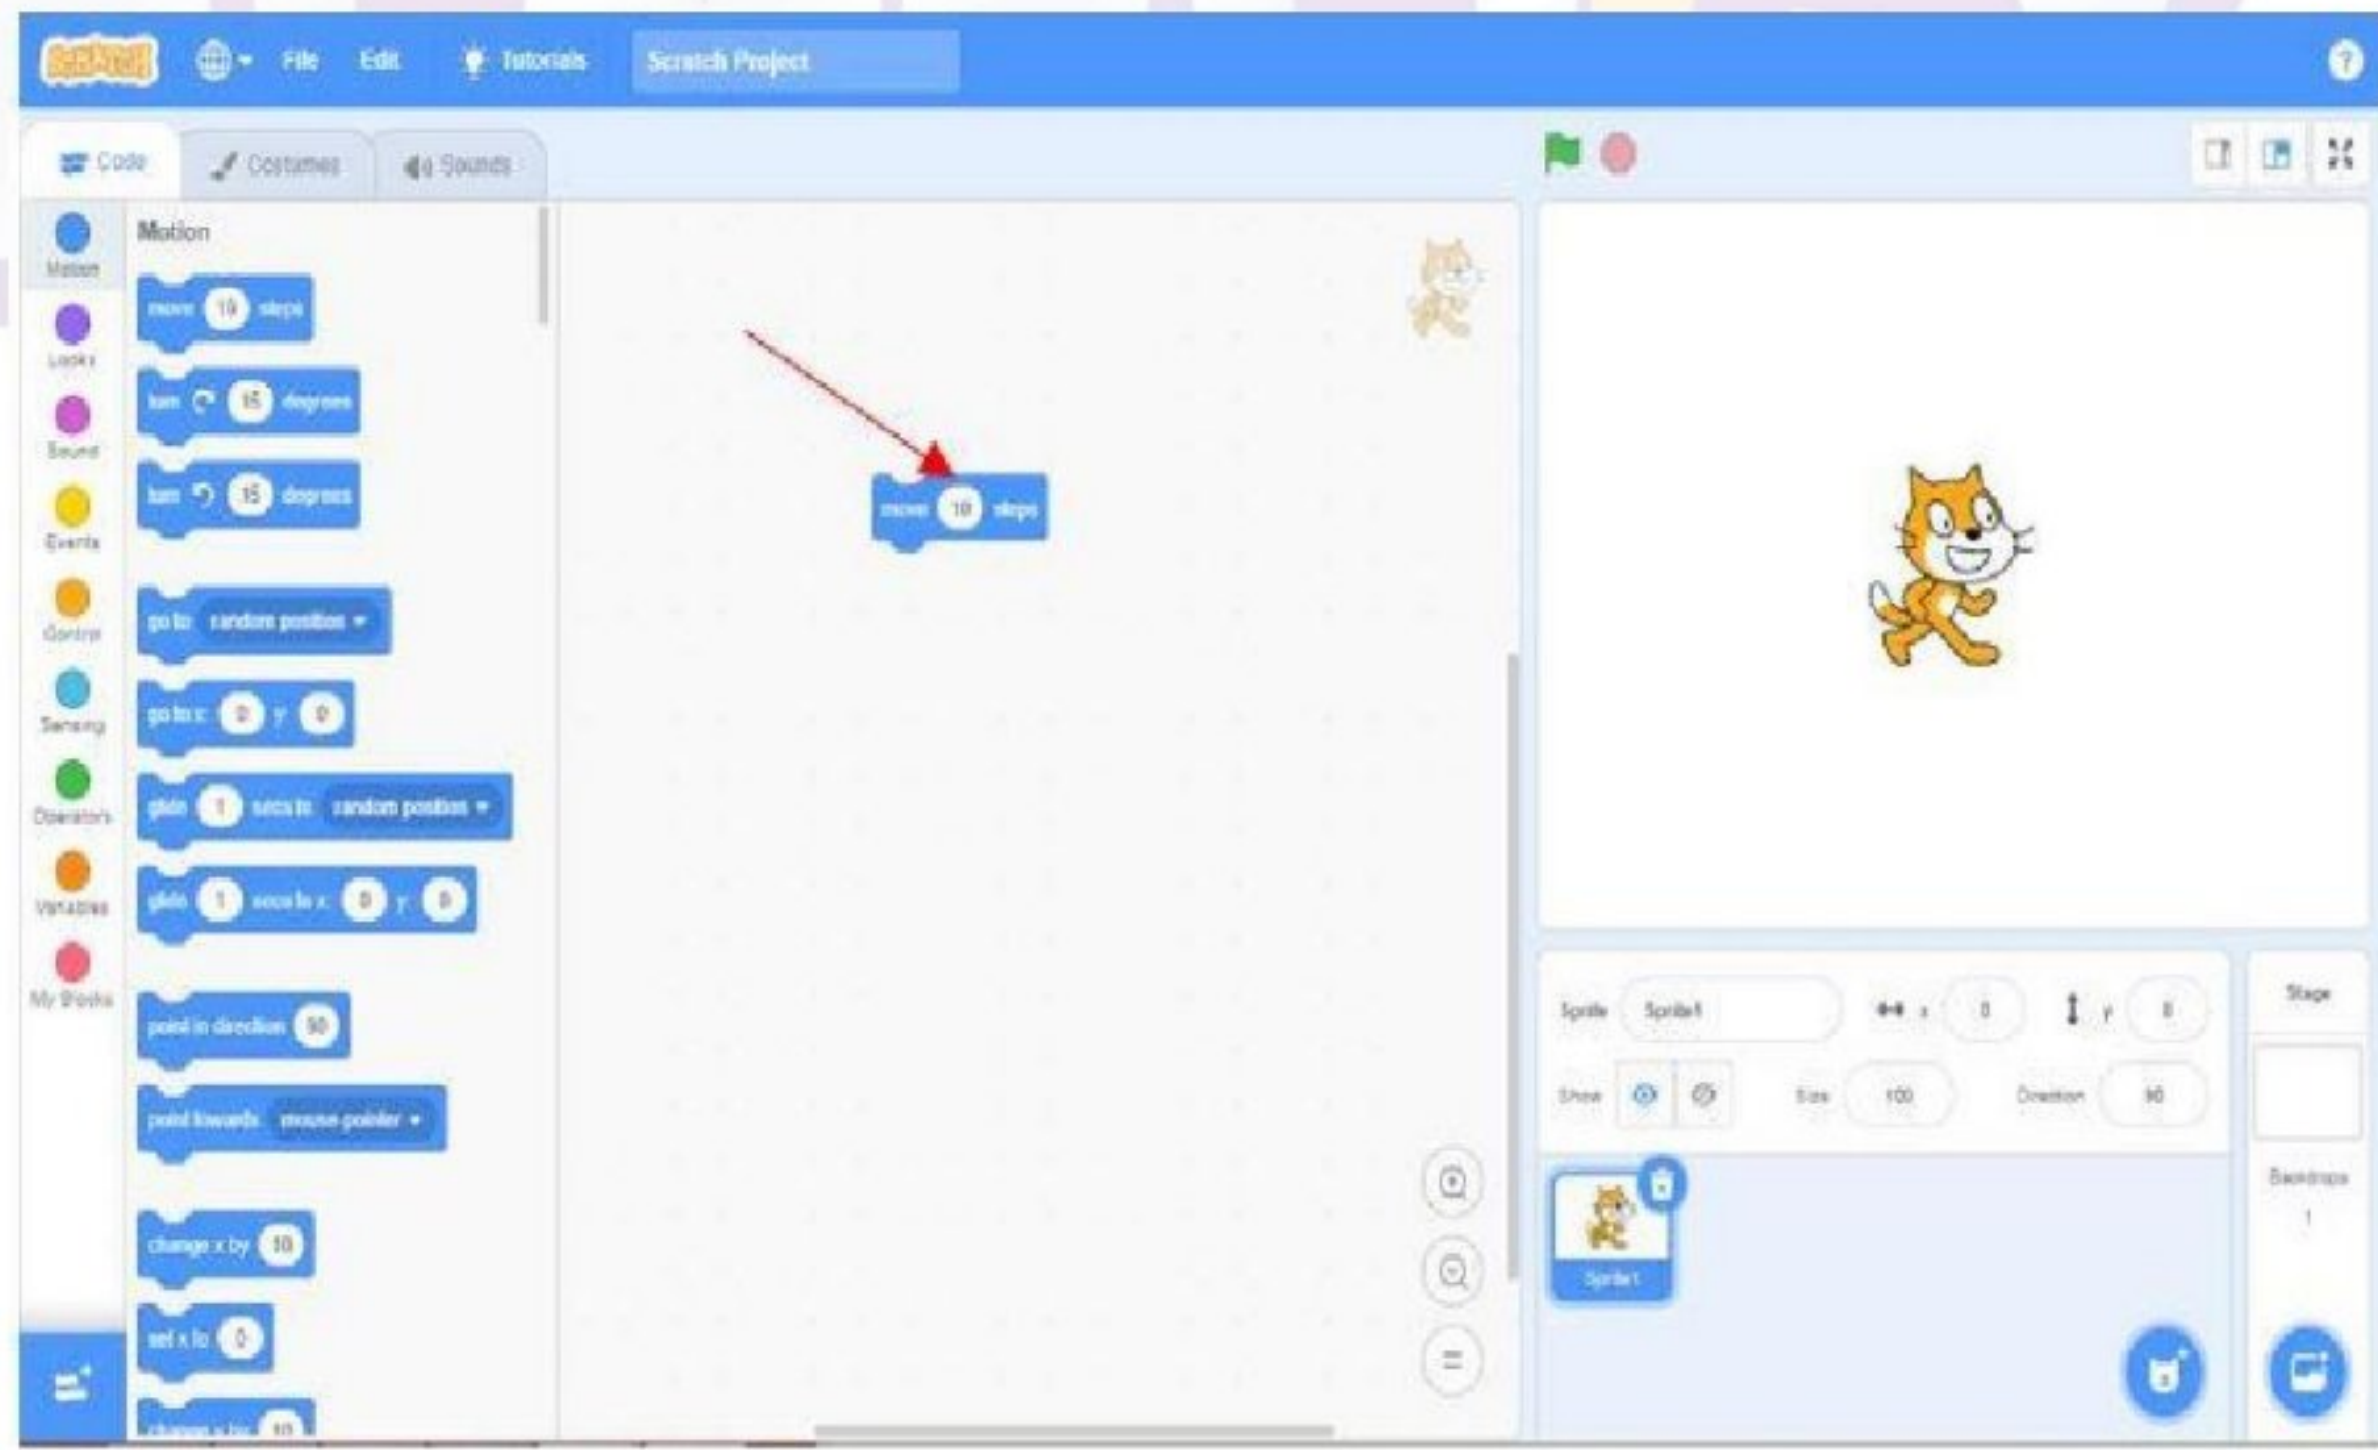 SCRATCH
File Edit Tutorials Scratch Project
?
Code Costumes Sounds
Motion
Looks
Sound
Events
Control
Sensing
Operators
Variables
My Blocks
Motion
move 10 steps
turn 15 degrees
turn 15 degrees
go to random position
go to x: 0 y: 0
glide 1 secs to random position
glide 1 secs to x: 0 y: 0
point in direction 90
point towards mouse-pointer
change x by 10
set x to 0
change y by 10
move 10 steps
Sprite Sprite1 x 0 y 0
Show Size 100 Direction 90
Sprite1
Stage
Backdrops
1